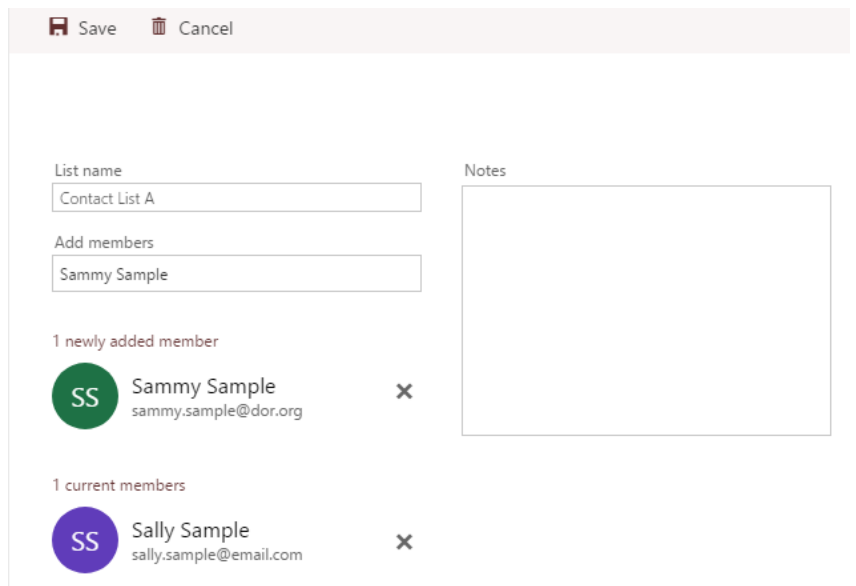 Save Cancel
List name
Contact List A
Add members
Sammy Sample
1 newly added member
SS
Sammy Sample
sammy.sample@dor.org
1 current members
SS
Sally Sample
sally.sample@email.com
Notes